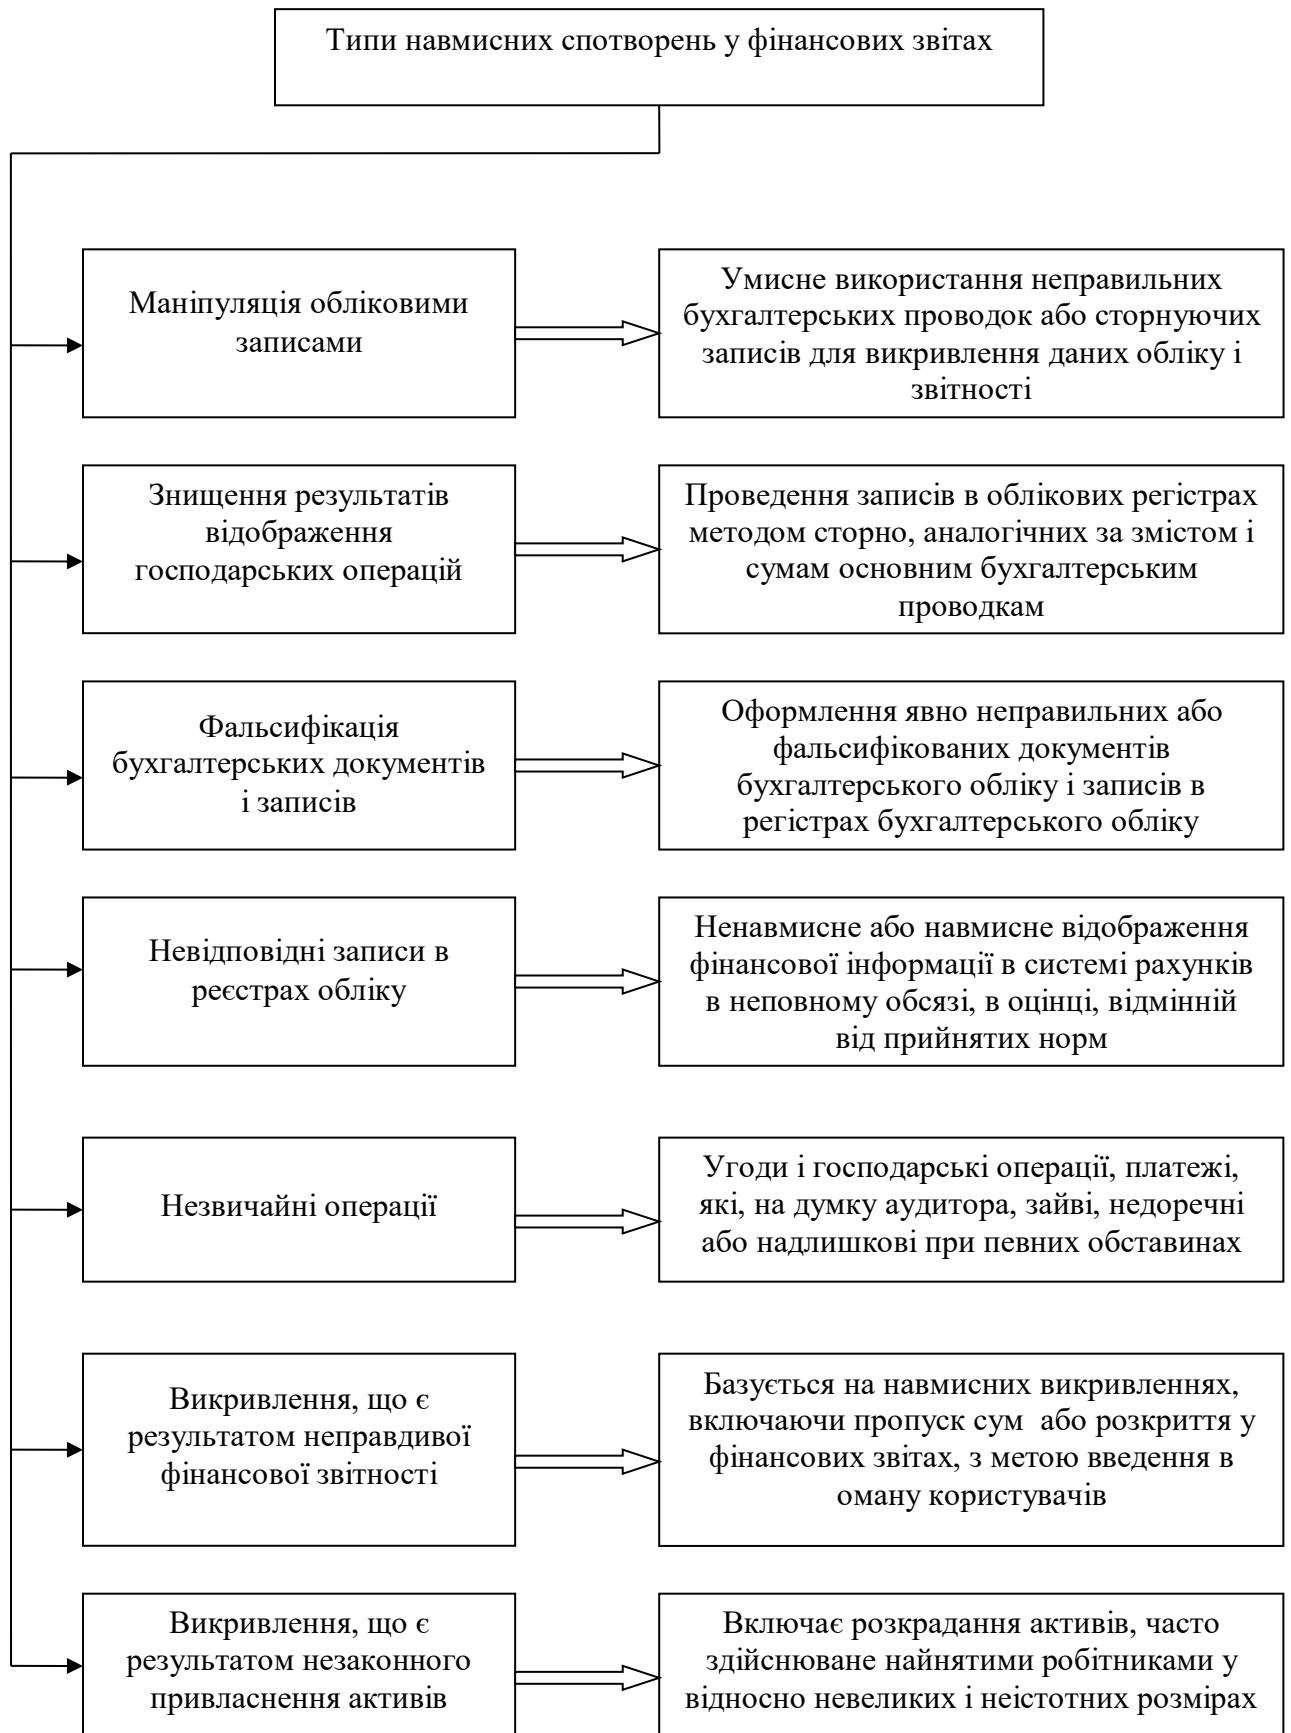 Типи навмисних спотворень у фінансових звітах
Маніпуляція обліковими
записами
Умисне використання неправильних
бухгалтерських проводок або сторнуючих
записів для викривлення даних обліку і
звітності
Знищення результатів
відображення
господарських операцій
Проведення записів в облікових регістрах
методом сторно, аналогічних за змістом і
сумам основним бухгалтерським
проводкам
Фальсифікація
бухгалтерських документів
і записів
Оформлення явно неправильних або
фальсифікованих документів
бухгалтерського обліку і записів в
регістрах бухгалтерського обліку
Невідповідні записи в
реєстрах обліку
Ненавмисне або навмисне відображення
фінансової інформації в системі рахунків
в неповному обсязі, в оцінці, відмінній
від прийнятих норм
Незвичайні операції
Угоди і господарські операції, платежі,
які, на думку аудитора, зайві, недоречні
або надлишкові при певних обставинах
Викривлення, що є
результатом неправдивої
фінансової звітності
Базується на навмисних викривленнях,
включаючи пропуск сум або розкриття у
фінансових звітах, з метою введення в
оману користувачів
Викривлення, що є
результатом незаконного
привласнення активів
Включає розкрадання активів, часто
здійснюване найнятими робітниками у
відносно невеликих і неістотних розмірах